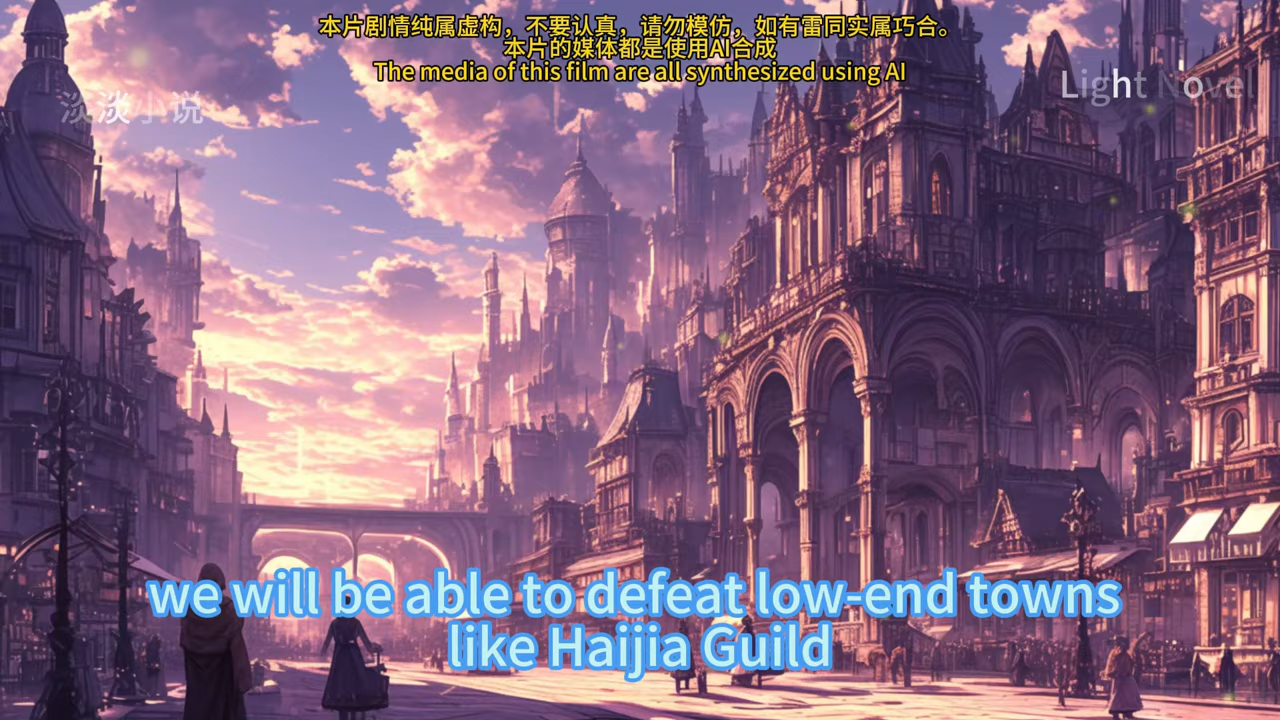 本片剧情纯属虚构，不要认真，请勿模仿，如有雷同实属巧合。
本片的媒体都是使用AI合成
The media of this film are all synthesized using AI
淡淡小说
Light Novel
we will be able to defeat low-end towns
like Haijia Guild